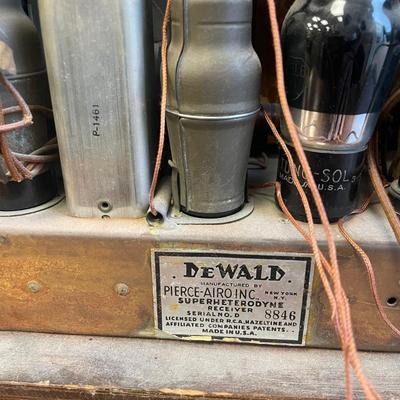 P-1461
TUNG-SOL
MADE IN U.S.A.
DEWALD
MANUFACTURED BY
PIERCE-AIRO INC., NEW YORK N.Y.
SUPERHETERODYNE
RECEIVER
SERIAL NO. D 8846
LICENSED UNDER R.C.A. HAZELTINE AND
AFFILIATED COMPANIES PATENTS.
MADE IN U.S.A.